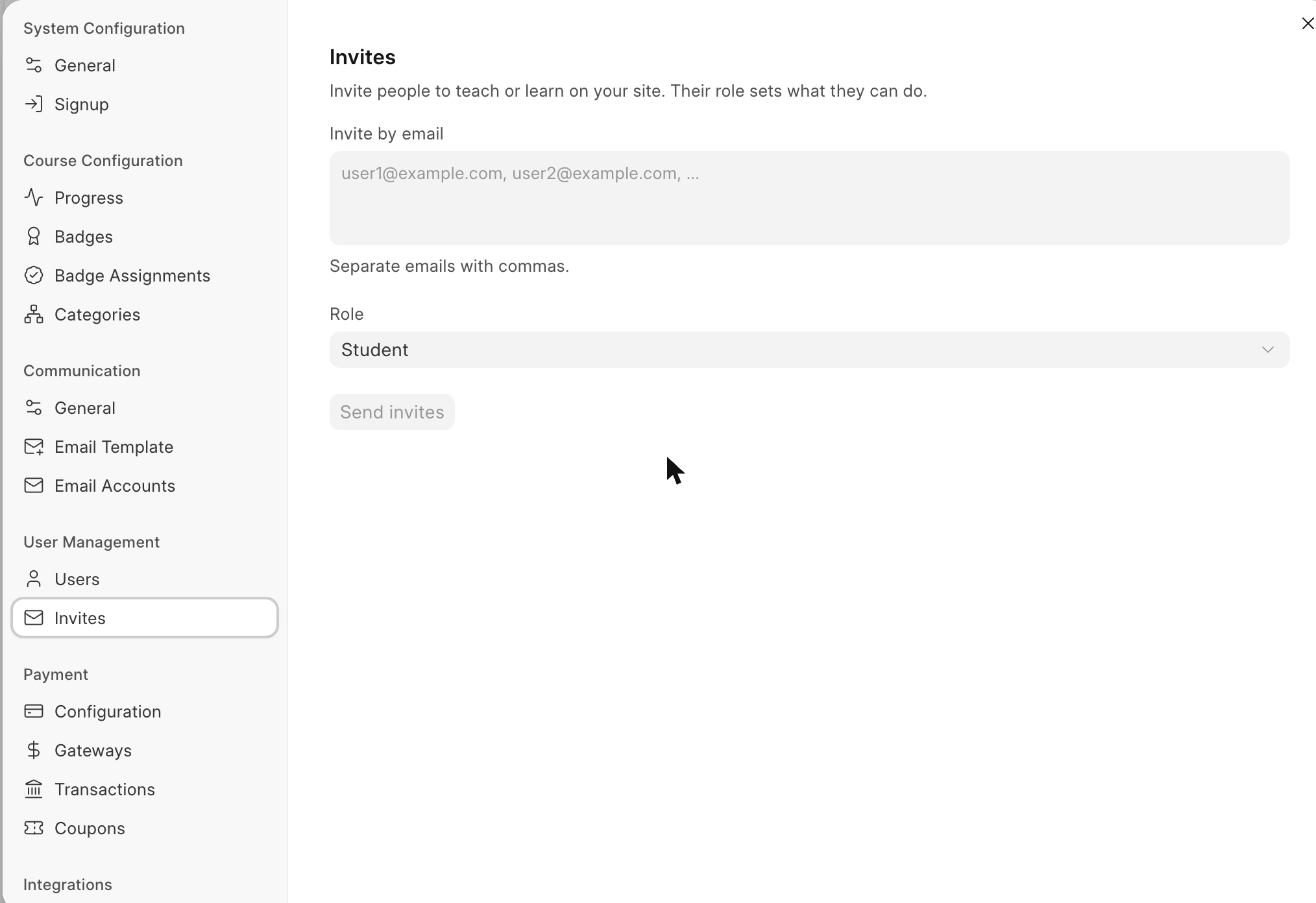 System Configuration
General
Signup
Course Configuration
Progress
Badges
Badge Assignments
Categories
Communication
General
Email Template
Email Accounts
User Management
Users
Invites
Payment
Configuration
Gateways
Transactions
Coupons
Integrations
Invites
Invite people to teach or learn on your site. Their role sets what they can do.
Invite by email
user1@example.com, user2@example.com, ...
Separate emails with commas.
Role
Student
Send invites